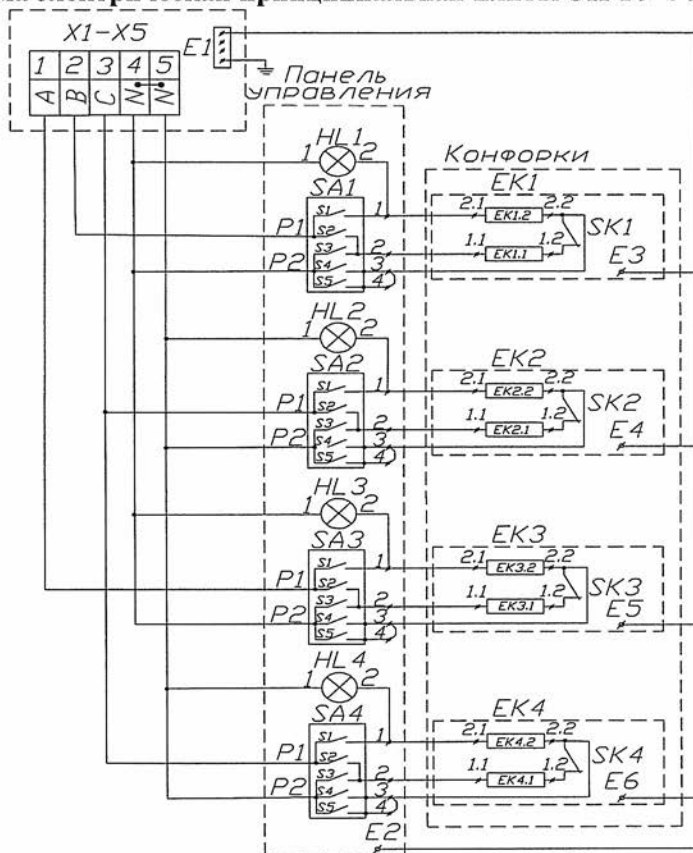 X1-X5
1 2 3 4 5
A B C N N
E1
Панель управления
Конфорки
1 HL1 2
SA1
P1
P2
S1
S2
S3
S4
S5
1
2
3
4
EK1
2.1 EK1.2 2.2
1.1 EK1.1 1.2
SK1
E3
1 HL2 2
SA2
P1
P2
S1
S2
S3
S4
S5
1
2
3
4
EK2
2.1 EK2.2 2.2
1.1 EK2.1 1.2
SK2
E4
1 HL3 2
SA3
P1
P2
S1
S2
S3
S4
S5
1
2
3
4
EK3
2.1 EK3.2 2.2
1.1 EK3.1 1.2
SK3
E5
1 HL4 2
SA4
P1
P2
S1
S2
S3
S4
S5
1
2
3
4
EK4
2.1 EK4.2 2.2
1.1 EK4.1 1.2
SK4
E6
E2